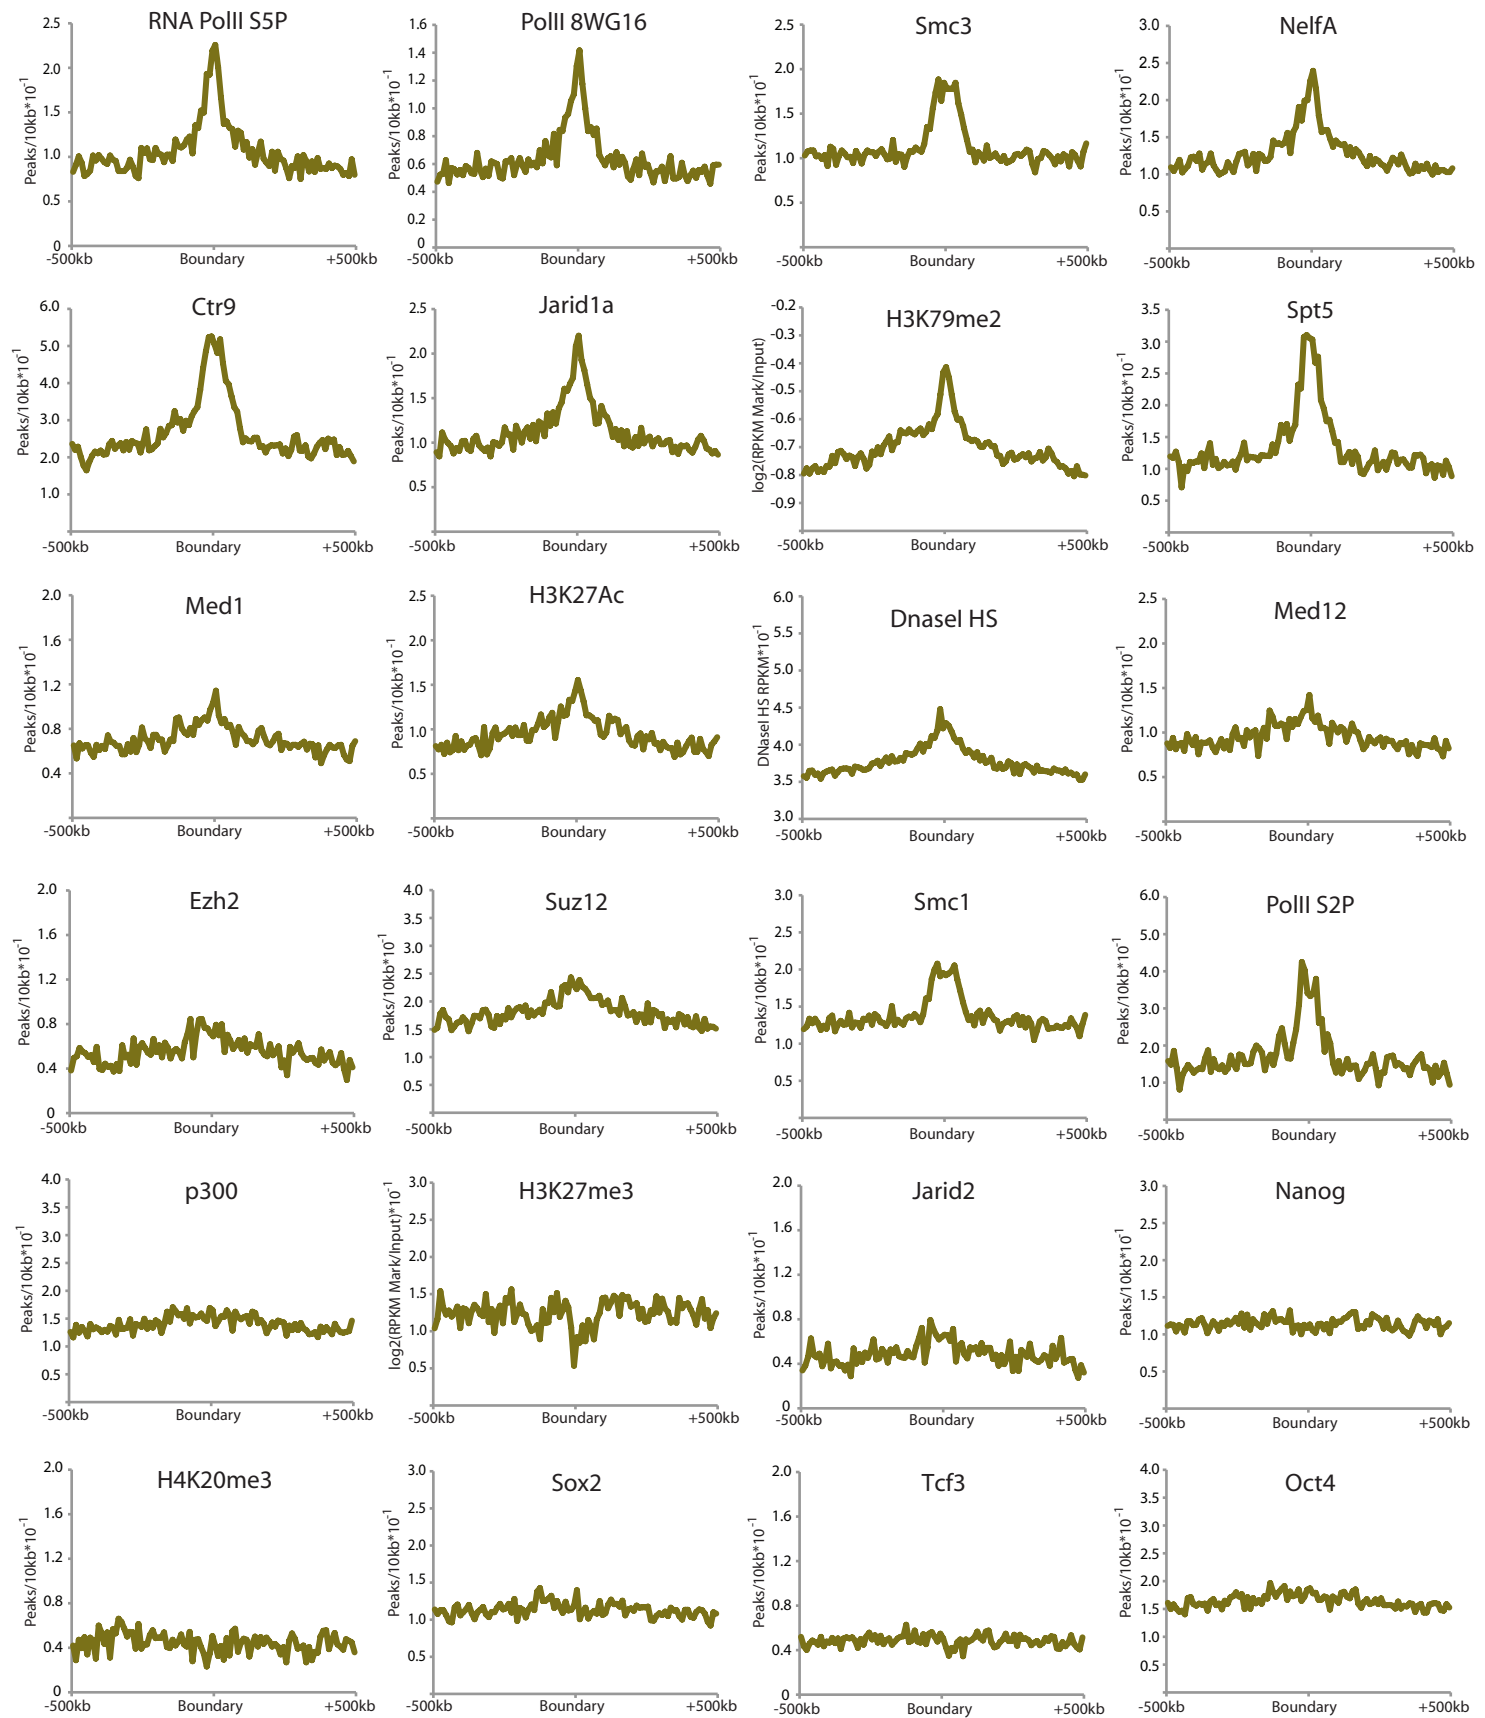 RNA PolII S5P
Peaks/10kb*10-1
2.5
2.0
1.5
1.0
0.5
0
-500kb Boundary +500kb
PolII 8WG16
Peaks/10kb*10-1
1.6
1.4
1.2
1.0
0.8
0.6
0.4
0.2
0
-500kb Boundary +500kb
Smc3
Peaks/10kb*10-1
2.5
2.0
1.5
1.0
0.5
-500kb Boundary +500kb
NelfA
Peaks/10kb*10-1
3.0
2.5
2.0
1.5
1.0
0.5
-500kb Boundary +500kb
Ctr9
Peaks/10kb*10-1
6.0
5.0
4.0
3.0
2.0
1.0
-500kb Boundary +500kb
Jarid1a
Peaks/10kb*10-1
2.5
2.0
1.5
1.0
0.5
-500kb Boundary +500kb
H3K79me2
log2(RPKM Mark/Input)
-0.2
-0.3
-0.4
-0.5
-0.6
-0.7
-0.8
-0.9
-500kb Boundary +500kb
Spt5
Peaks/10kb*10-1
3.5
3.0
2.5
2.0
1.5
1.0
0.5
-500kb Boundary +500kb
Med1
Peaks/10kb*10-1
2.0
1.6
1.2
0.8
0.4
-500kb Boundary +500kb
H3K27Ac
Peaks/10kb*10-1
2.5
2.0
1.5
1.0
0.5
-500kb Boundary +500kb
DnaseI HS
DNaseI HS RPKM*10-1
6.0
5.5
5.0
4.5
4.0
3.5
3.0
-500kb Boundary +500kb
Med12
Peaks/10kb*10-1
2.5
2.0
1.5
1.0
0.5
-500kb Boundary +500kb
Ezh2
Peaks/10kb*10-1
2.0
1.6
1.2
0.8
0.4
0
-500kb Boundary +500kb
Suz12
Peaks/10kb*10-1
4.0
3.5
3.0
2.5
2.0
1.5
1.0
0.5
-500kb Boundary +500kb
Smc1
Peaks/10kb*10-1
3.0
2.5
2.0
1.5
1.0
0.5
-500kb Boundary +500kb
PolII S2P
Peaks/10kb*10-1
6.0
5.0
4.0
3.0
2.0
1.0
-500kb Boundary +500kb
p300
Peaks/10kb*10-1
4.0
3.5
3.0
2.5
2.0
1.5
1.0
0.5
-500kb Boundary +500kb
H3K27me3
log2(RPKM Mark/Input)*10-1
3.0
2.5
2.0
1.5
1.0
0.5
-500kb Boundary +500kb
Jarid2
Peaks/10kb*10-1
2.0
1.6
1.2
0.8
0.4
0
-500kb Boundary +500kb
Nanog
Peaks/10kb*10-1
3.0
2.5
2.0
1.5
1.0
0.5
-500kb Boundary +500kb
H4K20me3
Peaks/10kb*10-1
2.0
1.6
1.2
0.8
0.4
0
-500kb Boundary +500kb
Sox2
Peaks/10kb*10-1
3.0
2.5
2.0
1.5
1.0
0.5
-500kb Boundary +500kb
Tcf3
Peaks/10kb*10-1
2.0
1.6
1.2
0.8
0.4
0
-500kb Boundary +500kb
Oct4
Peaks/10kb*10-1
4.0
3.5
3.0
2.5
2.0
1.5
1.0
0.5
-500kb Boundary +500kb